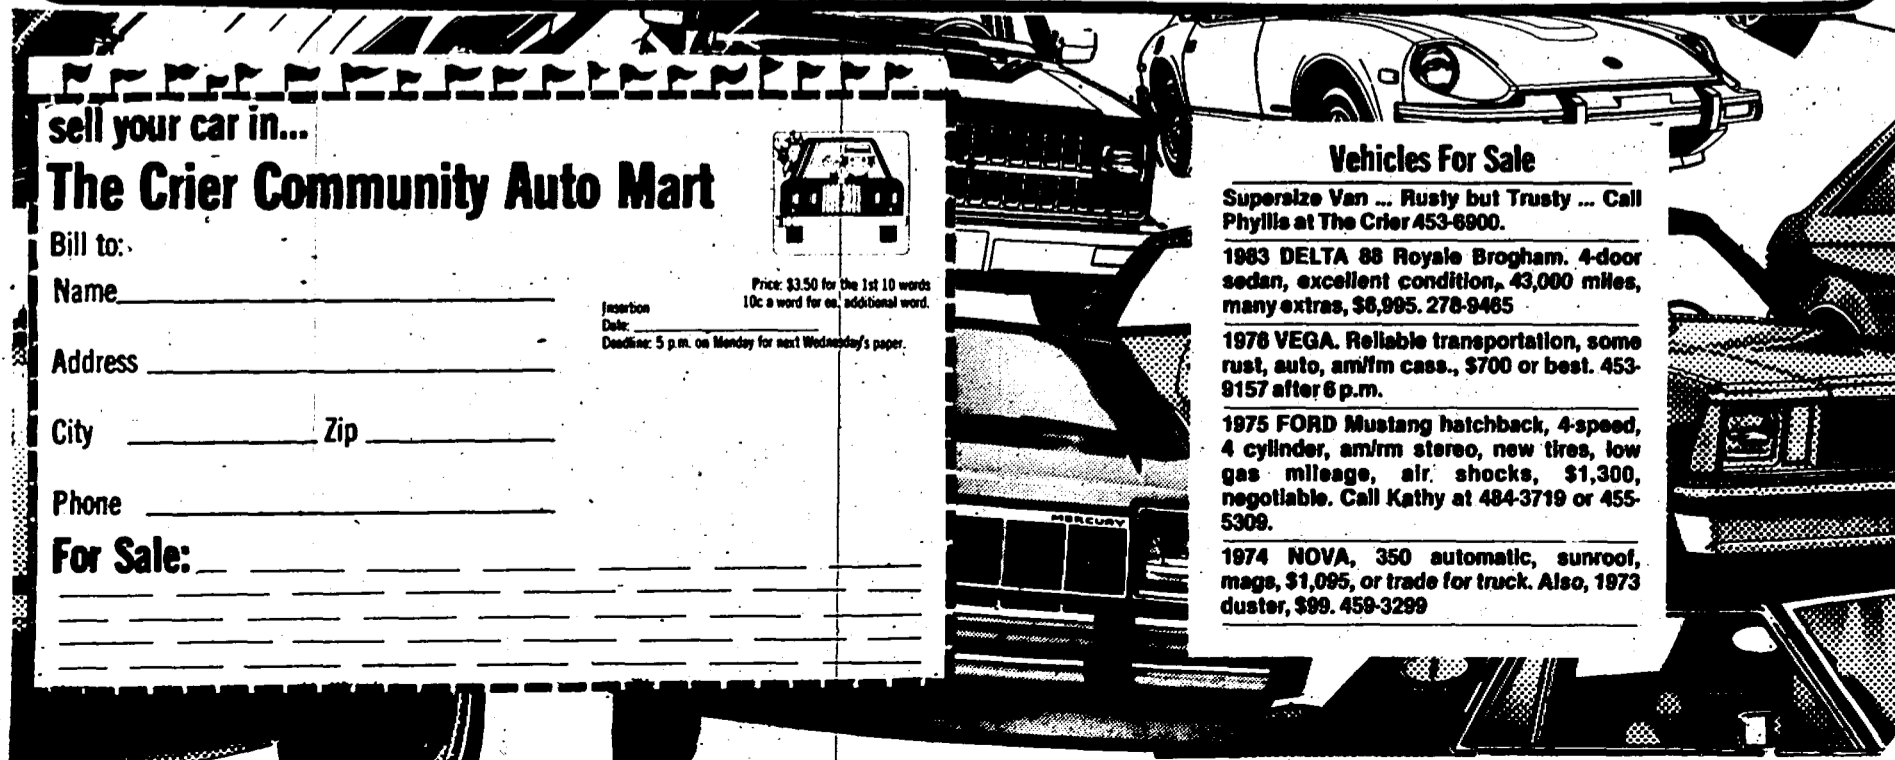 sell your car in...
The Crier Community Auto Mart
Bill to:
Name
Address
City Zip
Phone
For Sale:
Price: $3.50 for the 1st 10 words
10c a word for ea. additional word.
Insertion
Date:
Deadline: 5 p.m. on Monday for next Wednesday's paper.
MERCURY
Vehicles For Sale
Supersize Van ... Rusty but Trusty ... Call
Phyllis at The Crier 453-6900.
1983 DELTA 88 Royale Brogham. 4-door
sedan, excellent condition, 43,000 miles,
many extras, $6,995. 278-9465
1976 VEGA. Reliable transportation, some
rust, auto, am/fm cass., $700 or best. 453-
9157 after 6 p.m.
1975 FORD Mustang hatchback, 4-speed,
4 cylinder, am/rm stereo, new tires, low
gas mileage, air shocks, $1,300,
negotiable. Call Kathy at 484-3719 or 455-
5309.
1974 NOVA, 350 automatic, sunroof,
mags, $1,095, or trade for truck. Also, 1973
duster, $99. 459-3299